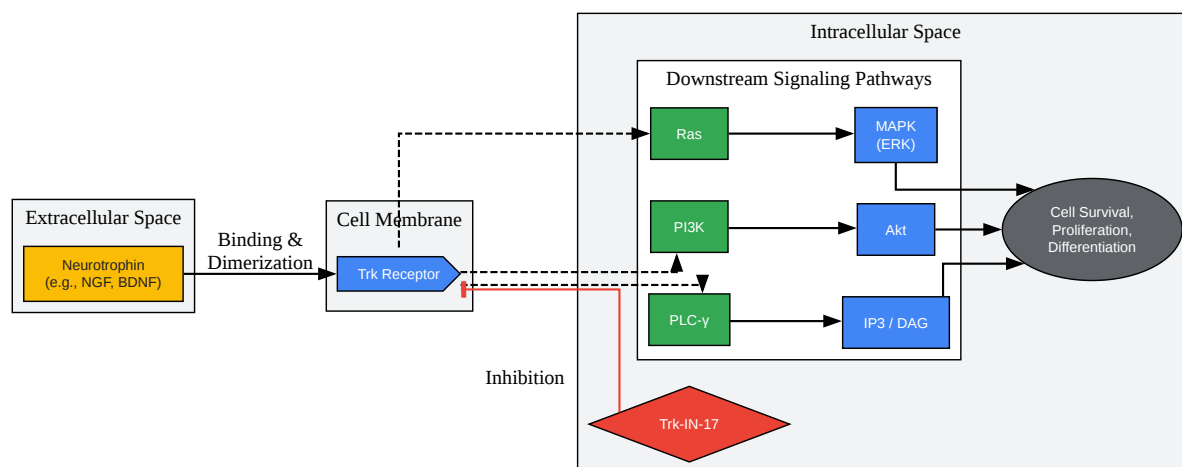 Intracellular Space
Downstream Signaling Pathways
Ras
MAPK
(ERK)
Extracellular Space
Cell Membrane
Neurotrophin
(e.g., NGF, BDNF)
Binding &
Dimerization
Trk Receptor
PI3K
Akt
Cell Survival,
Proliferation,
Differentiation
PLC-γ
IP3 / DAG
Inhibition
Trk-IN-17